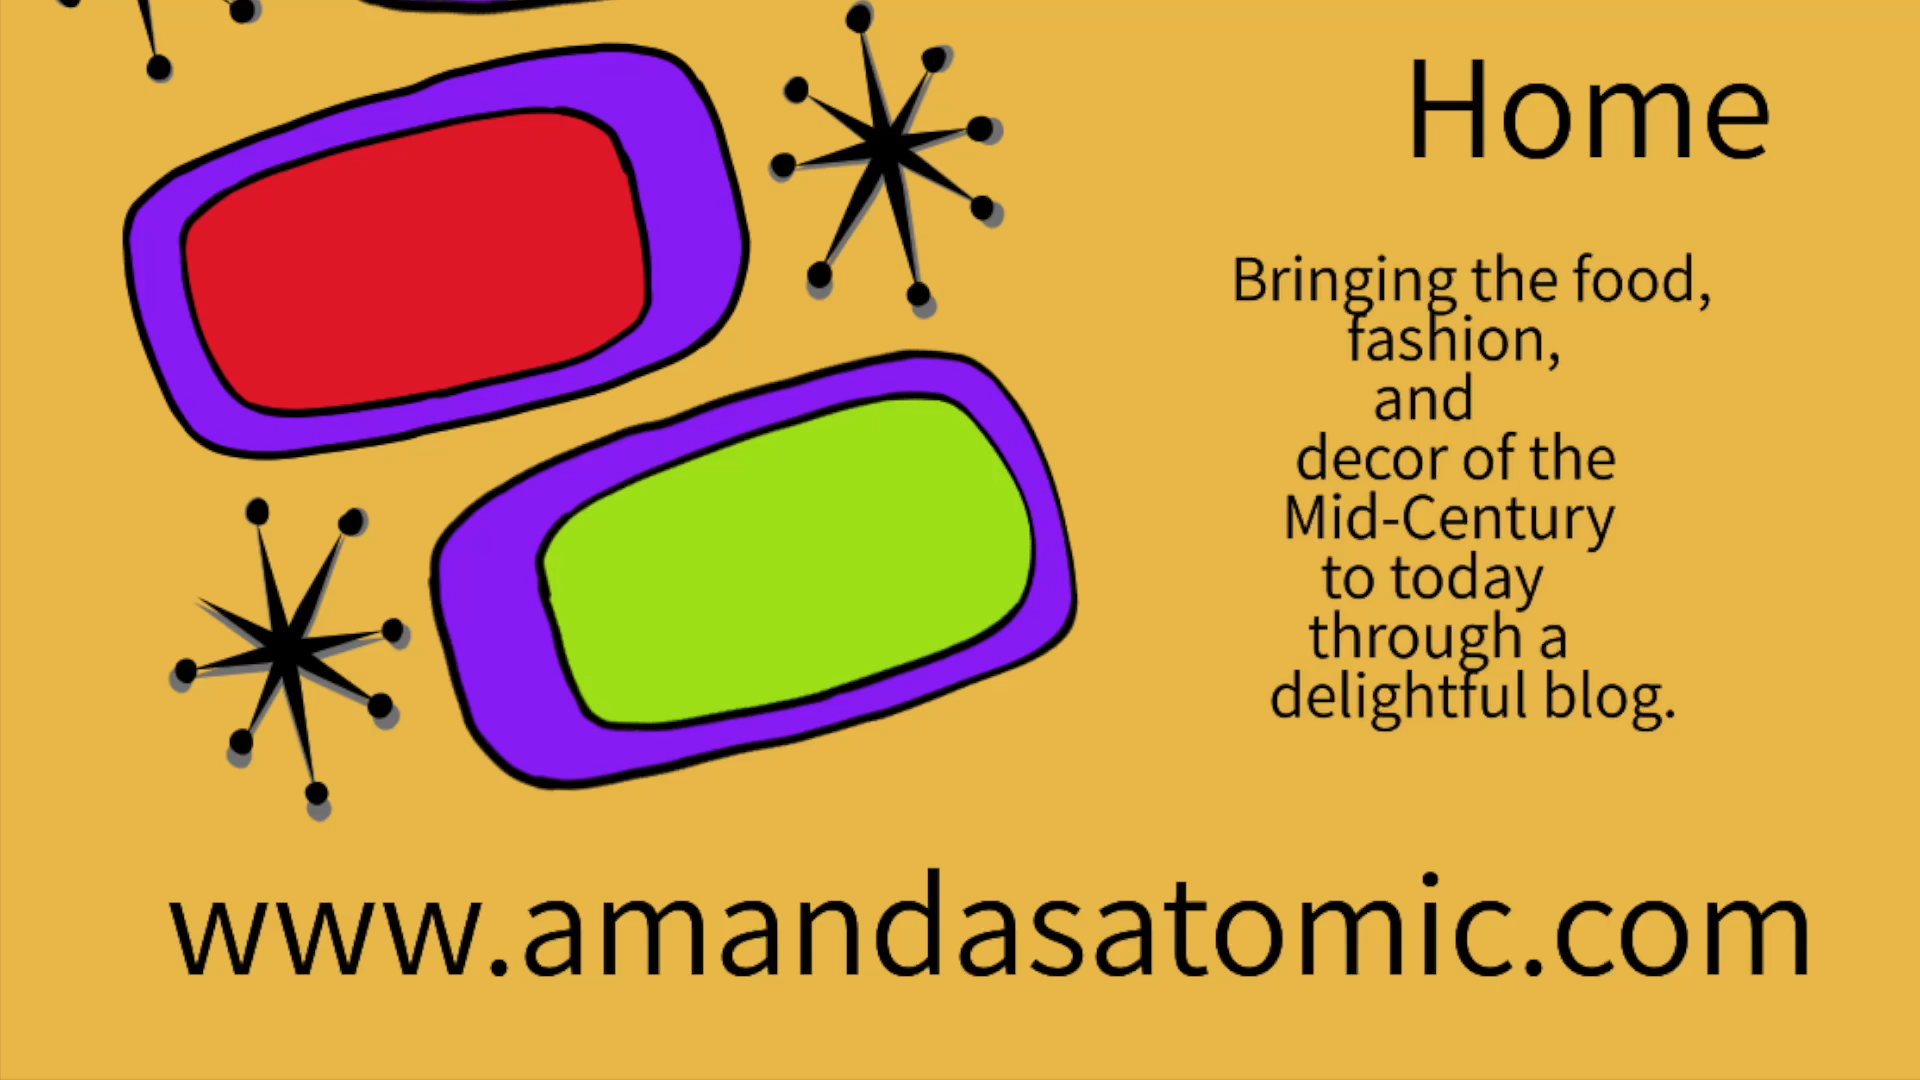 Home
Bringing the food,
fashion,
and
decor of the
Mid-Century
to today
through a
delightful blog.
www.amandasatomic.com